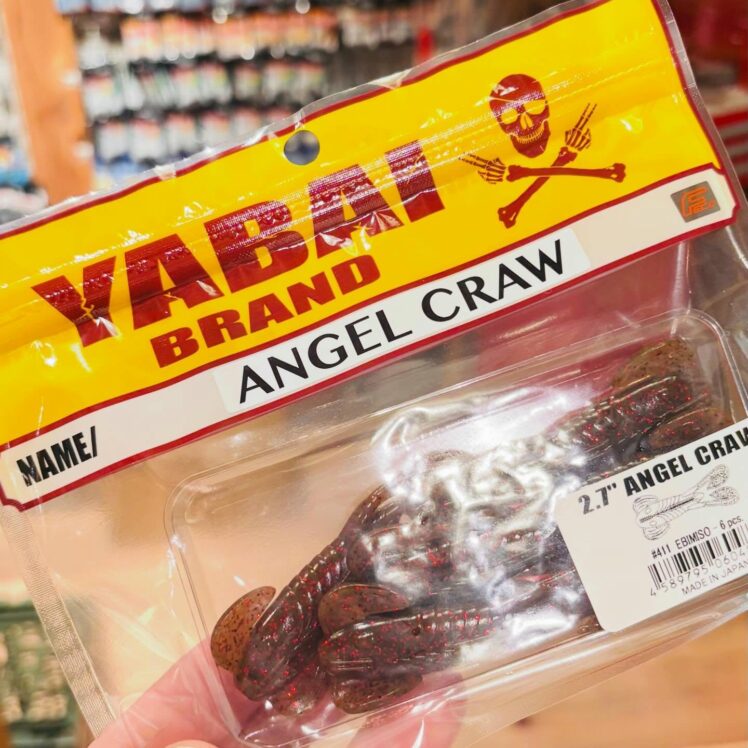 YABAI
BRAND
ANGEL CRAW
NAME/
2.7" ANGEL CRAW
#411 EBIMISO - 6 pcs.
MADE IN JAPAN